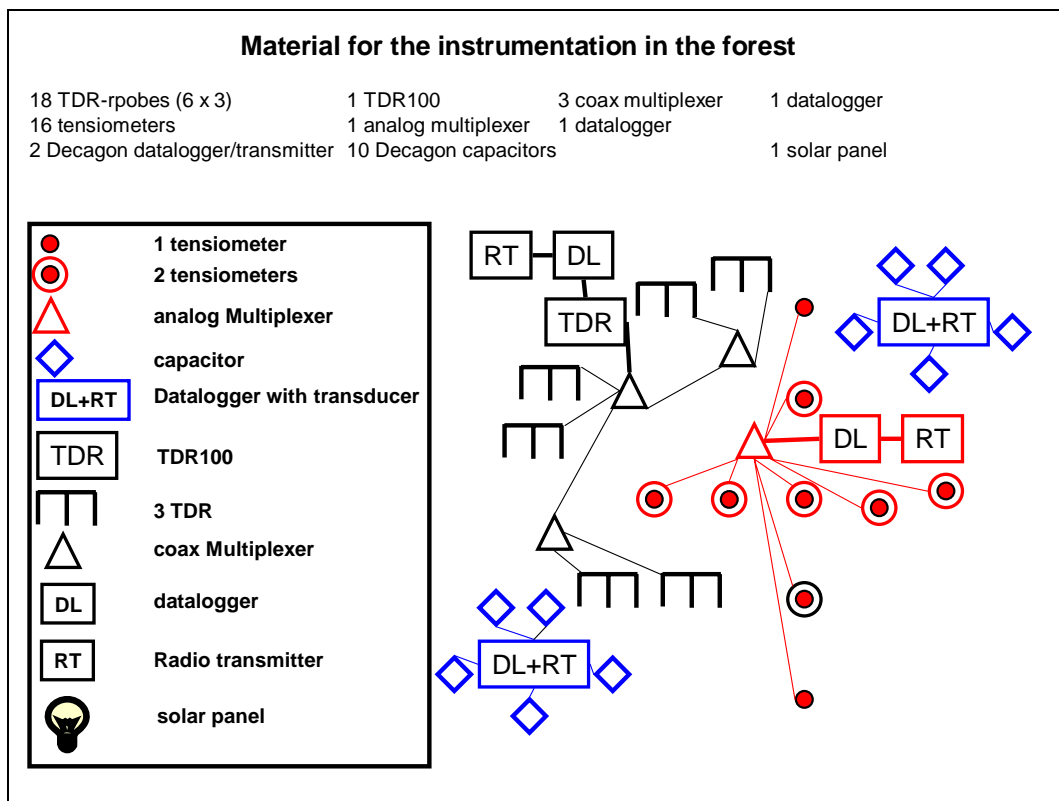 Material for the instrumentation in the forest
18 TDR-rpobes (6 x 3) 1 TDR100 3 coax multiplexer 1 datalogger
16 tensiometers 1 analog multiplexer 1 datalogger
2 Decagon datalogger/transmitter 10 Decagon capacitors 1 solar panel
1 tensiometer
2 tensiometers
analog Multiplexer
capacitor
DL+RT Datalogger with transducer
TDR TDR100
3 TDR
coax Multiplexer
DL datalogger
RT Radio transmitter
solar panel
RT DL
TDR
DL+RT
DL RT
DL+RT